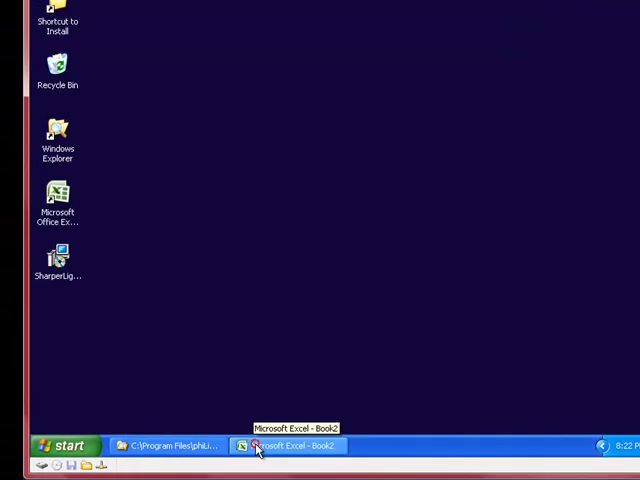 Shortcut to
Install
Recycle Bin
Windows
Explorer
Microsoft
Office Ex...
SharperLig...
Microsoft Excel - Book2
start
C:\Program Files\phiLi...
Microsoft Excel - Book2
8:22 P